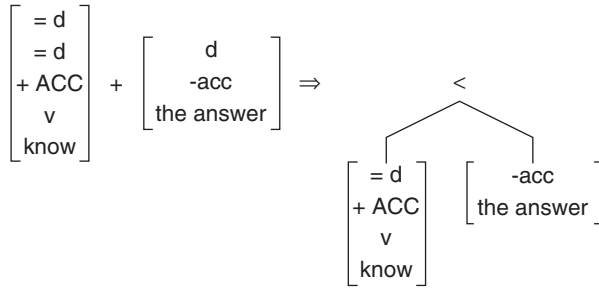 = d
= d
+ ACC
v
know
+
d
-acc
the answer
⇒
<
= d
+ ACC
v
know
-acc
the answer